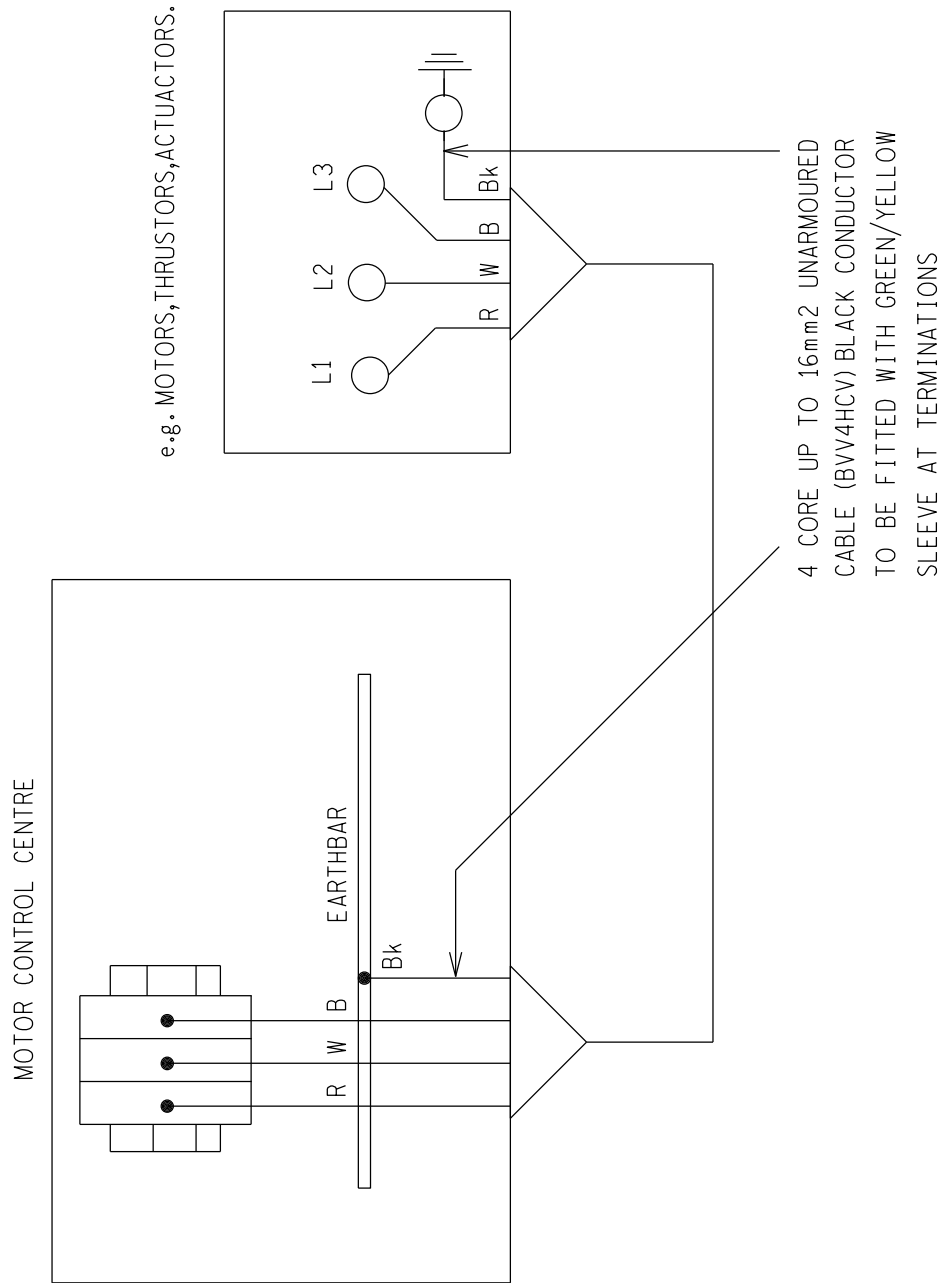 MOTOR CONTROL CENTRE
R W B
EARTHBAR
Bk
e.g. MOTORS,THRUSTORS,ACTUACTORS.
L1 L2 L3
R W B Bk
4 CORE UP TO 16mm2 UNARMOURED
CABLE (BVV4HCV) BLACK CONDUCTOR
TO BE FITTED WITH GREEN/YELLOW
SLEEVE AT TERMINATIONS